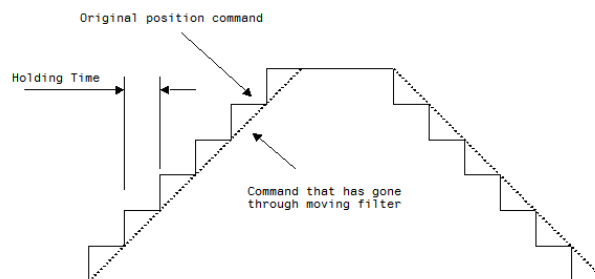 Original position command
Holding Time
Command that has gone
through moving filter